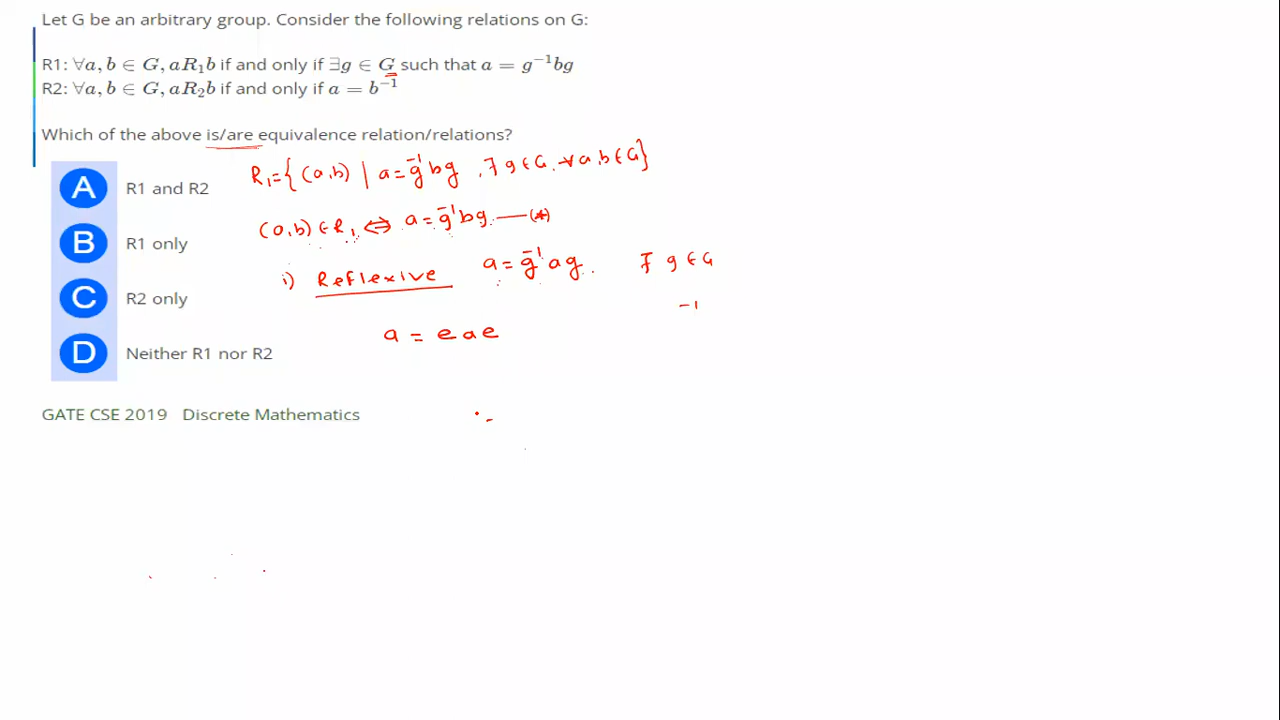 Let G be an arbitrary group. Consider the following relations on G:
R1: ∀a, b ∈ G, aR₁b if and only if ∃g ∈ G such that a = g⁻¹bg
R2: ∀a, b ∈ G, aR₂b if and only if a = b⁻¹
Which of the above is/are equivalence relation/relations?
R₁ = { (a,b) | a = g⁻¹bg , ∃ g ∈ G, ∀ a,b ∈ G }
A R1 and R2
(a,b) ∈ R₁ ⇔ a = g⁻¹bg. —(*)
B R1 only
i) Reflexive a = g⁻¹ag. ∃ g ∈ G
C R2 only
-1
a = e a e
D Neither R1 nor R2
GATE CSE 2019 Discrete Mathematics